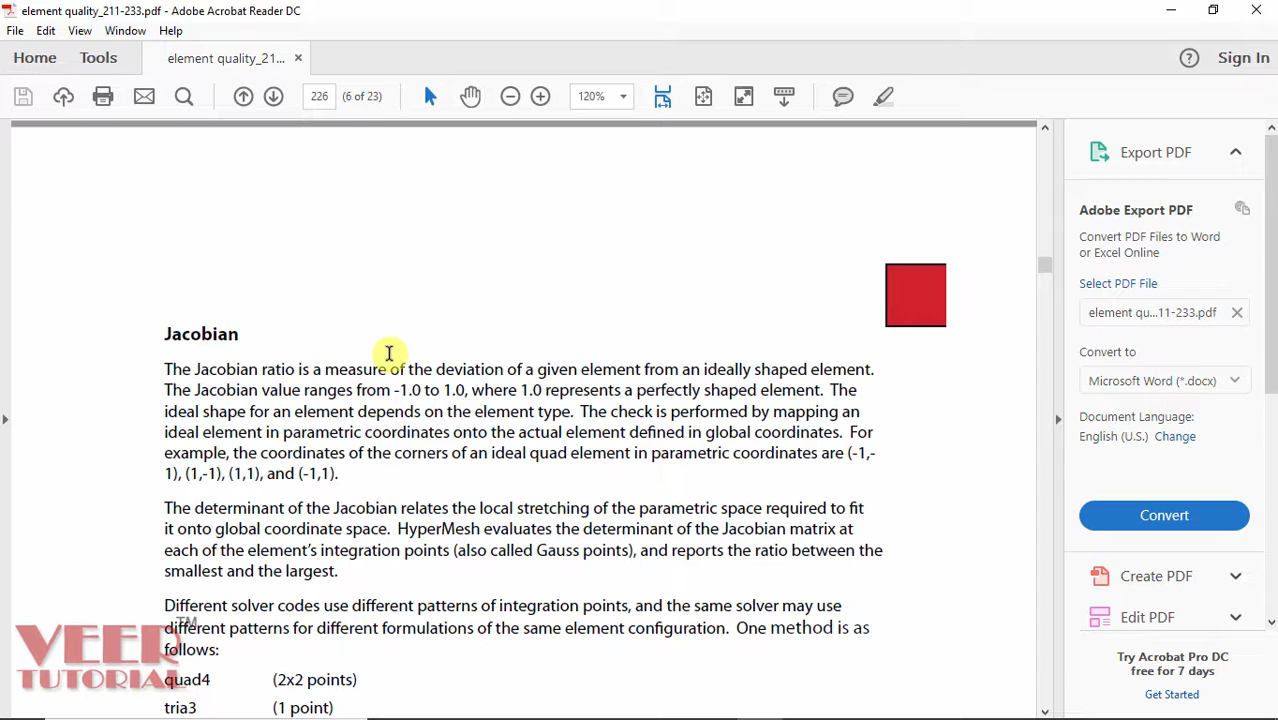 element quality_211-233.pdf - Adobe Acrobat Reader DC
File Edit View Window Help
Home Tools element quality_21... × ? Sign In
226 (6 of 23) 120%
Export PDF
Adobe Export PDF
Convert PDF Files to Word
or Excel Online
Select PDF File
element qu...11-233.pdf
Convert to
Microsoft Word (*.docx)
Document Language:
English (U.S.) Change
Convert
Create PDF
Edit PDF
Try Acrobat Pro DC
free for 7 days
Get Started
Jacobian
The Jacobian ratio is a measure of the deviation of a given element from an ideally shaped element.
The Jacobian value ranges from -1.0 to 1.0, where 1.0 represents a perfectly shaped element. The
ideal shape for an element depends on the element type. The check is performed by mapping an
ideal element in parametric coordinates onto the actual element defined in global coordinates. For
example, the coordinates of the corners of an ideal quad element in parametric coordinates are (-1,-
1), (1,-1), (1,1), and (-1,1).
The determinant of the Jacobian relates the local stretching of the parametric space required to fit
it onto global coordinate space. HyperMesh evaluates the determinant of the Jacobian matrix at
each of the element's integration points (also called Gauss points), and reports the ratio between the
smallest and the largest.
Different solver codes use different patterns of integration points, and the same solver may use
different patterns for different formulations of the same element configuration. One method is as
follows:
quad4 (2x2 points)
tria3 (1 point)
VEER TM
TUTORIAL